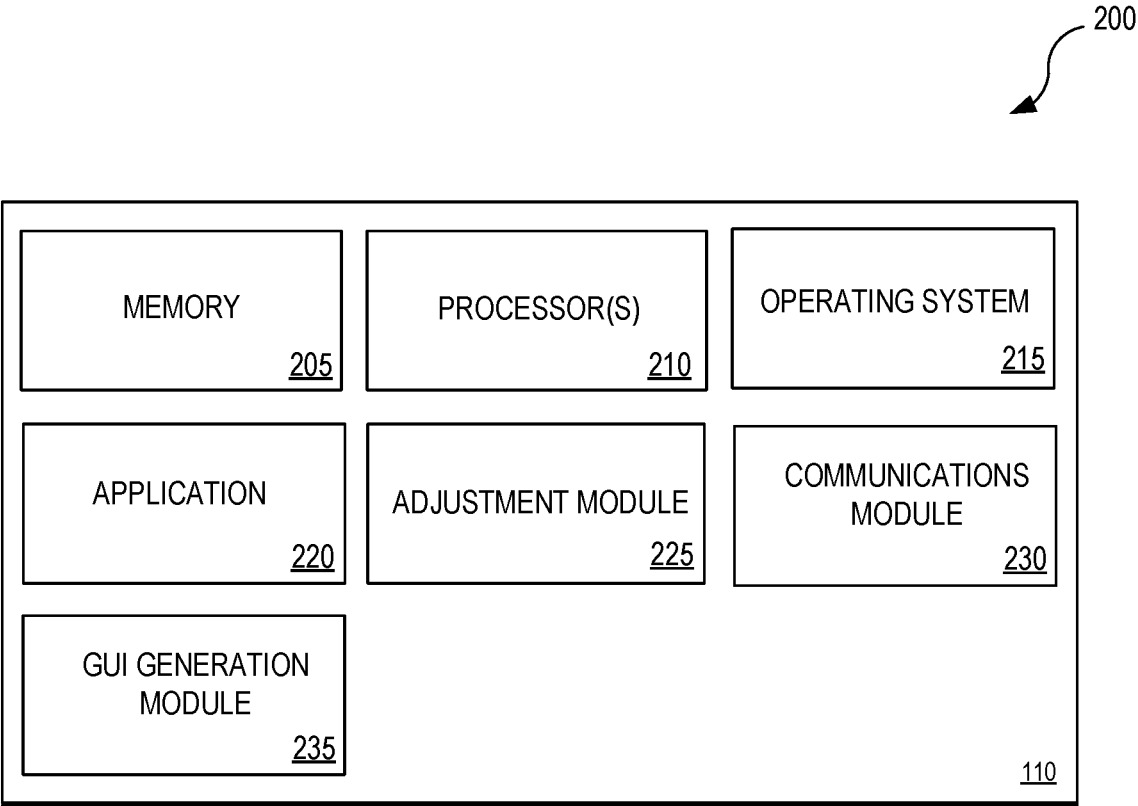 200
MEMORY
205
PROCESSOR(S)
210
OPERATING SYSTEM
215
APPLICATION
220
ADJUSTMENT MODULE
225
COMMUNICATIONS
MODULE
230
GUI GENERATION
MODULE
235
110